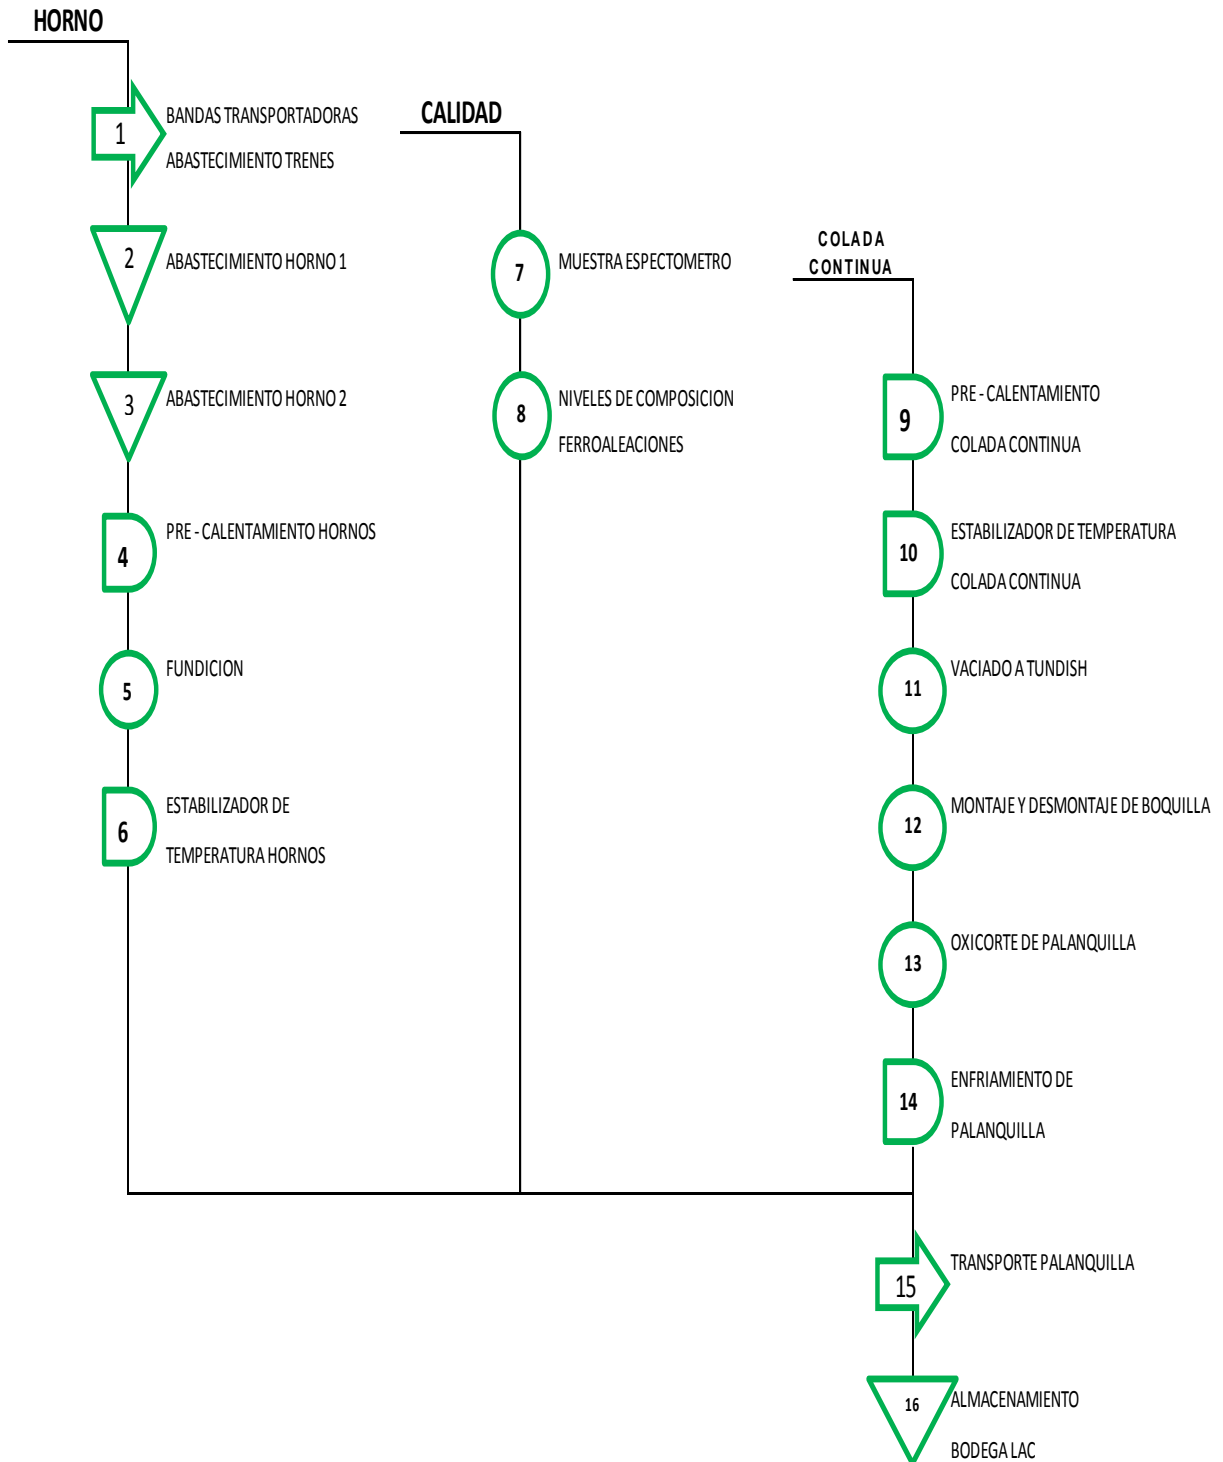 HORNO
1
BANDAS TRANSPORTADORAS
ABASTECIMIENTO TRENES
2
ABASTECIMIENTO HORNO 1
3
ABASTECIMIENTO HORNO 2
4
PRE - CALENTAMIENTO HORNOS
5
FUNDICION
6
ESTABILIZADOR DE
TEMPERATURA HORNOS
CALIDAD
7
MUESTRA ESPECTOMETRO
8
NIVELES DE COMPOSICION
FERROALEACIONES
COLADA
CONTINUA
9
PRE - CALENTAMIENTO
COLADA CONTINUA
10
ESTABILIZADOR DE TEMPERATURA
COLADA CONTINUA
11
VACIADO A TUNDISH
12
MONTAJE Y DESMONTAJE DE BOQUILLA
13
OXICORTE DE PALANQUILLA
14
ENFRIAMIENTO DE
PALANQUILLA
15
TRANSPORTE PALANQUILLA
16
ALMACENAMIENTO
BODEGA LAC